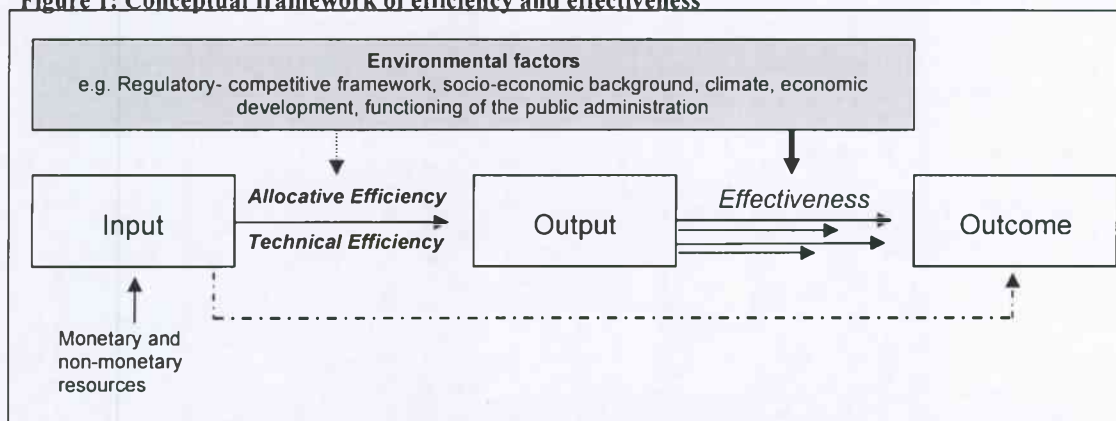 Figure 1: Conceptual framework of efficiency and effectiveness
Environmental factors
e.g. Regulatory- competitive framework, socio-economic background, climate, economic
development, functioning of the public administration
Allocative Efficiency
Effectiveness
Input
Output
Outcome
Technical Efficiency
Monetary and
non-monetary
resources